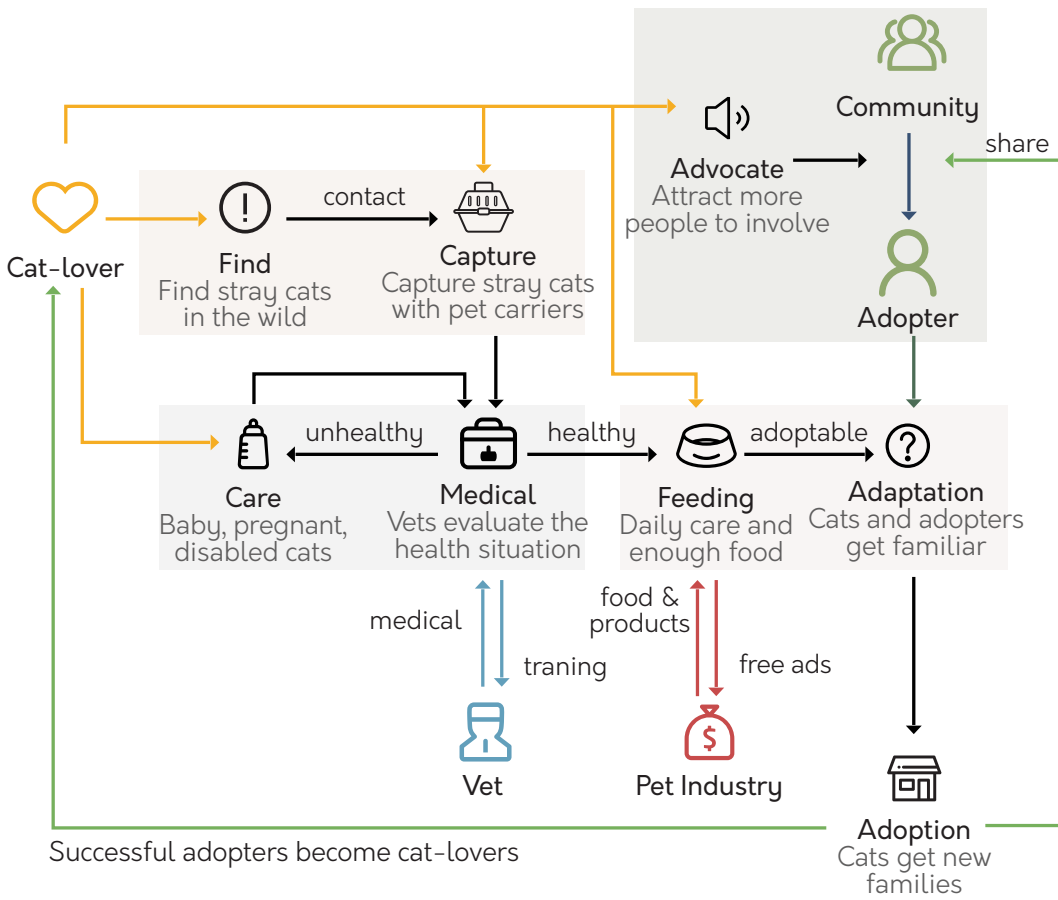 Community
share
Advocate
Attract more
people to involve
contact
Cat-lover
Find
Find stray cats
in the wild
Capture
Capture stray cats
with pet carriers
Adopter
unhealthy
healthy
adoptable
Care
Baby, pregnant,
disabled cats
Medical
Vets evaluate the
health situation
Feeding
Daily care and
enough food
Adaptation
Cats and adopters
get familiar
medical
traning
food &
products
free ads
$
Vet
Pet Industry
Adoption
Cats get new
families
Successful adopters become cat-lovers